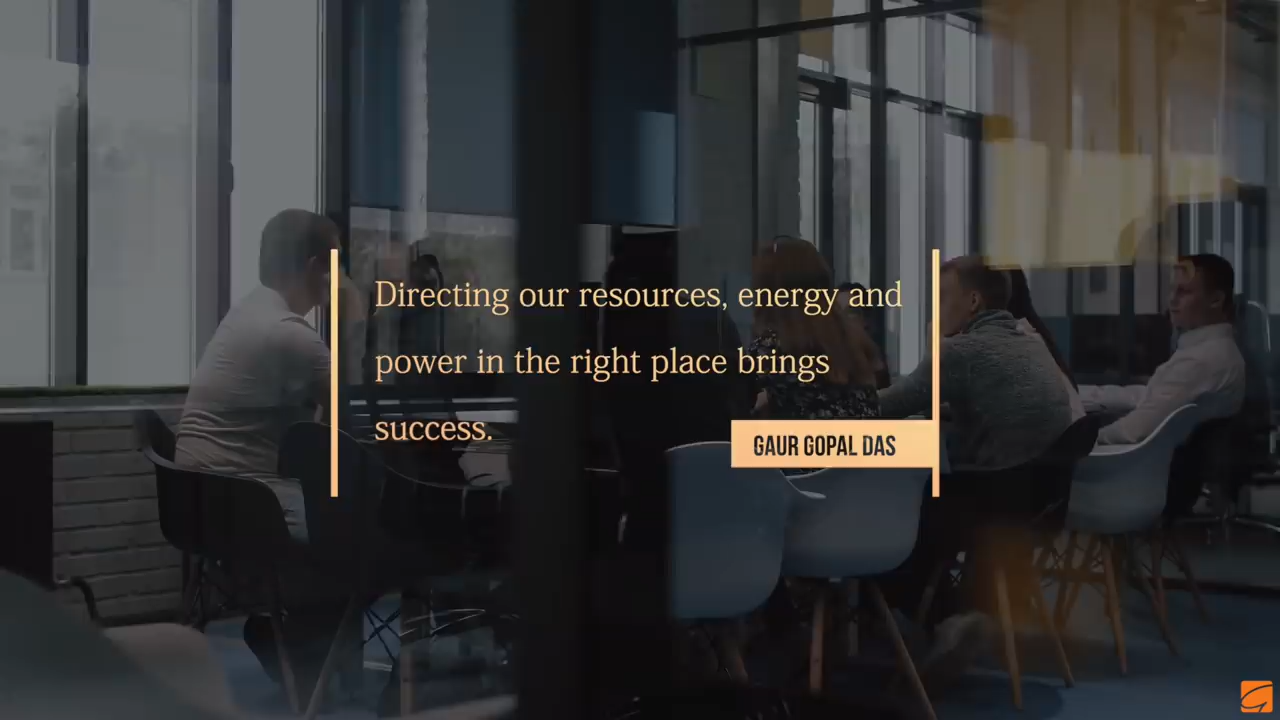 Directing our resources, energy and
power in the right place brings
success.
GAUR GOPAL DAS